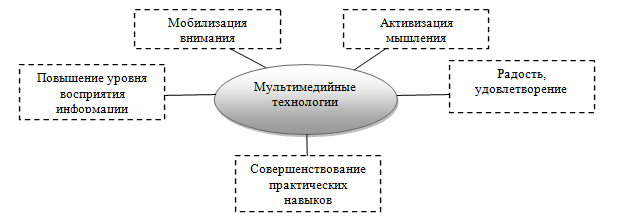 Мобилизация
внимания
Активизация
мышления
Повышение уровня
восприятия
информации
Мультимедийные
технологии
Радость,
удовлетворение
Совершенствование
практических
навыков